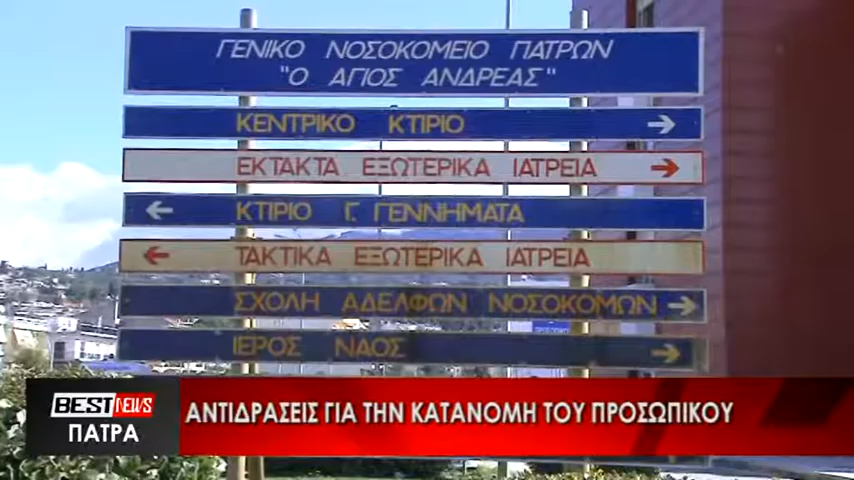 ΓΕΝΙΚΟ ΝΟΣΟΚΟΜΕΙΟ ΠΑΤΡΩΝ
"Ο ΑΓΙΟΣ ΑΝΔΡΕΑΣ"
ΚΕΝΤΡΙΚΟ ΚΤΙΡΙΟ →
ΕΚΤΑΚΤΑ ΕΞΩΤΕΡΙΚΑ ΙΑΤΡΕΙΑ →
← ΚΤΙΡΙΟ Γ. ΓΕΝΝΗΜΑΤΑ
← ΤΑΚΤΙΚΑ ΕΞΩΤΕΡΙΚΑ ΙΑΤΡΕΙΑ
ΣΧΟΛΗ ΑΔΕΛΦΩΝ ΝΟΣΟΚΟΜΩΝ →
ΙΕΡΟΣ ΝΑΟΣ →
BEST NEWS
ΠΑΤΡΑ
ΑΝΤΙΔΡΑΣΕΙΣ ΓΙΑ ΤΗΝ ΚΑΤΑΝΟΜΗ ΤΟΥ ΠΡΟΣΩΠΙΚΟΥ